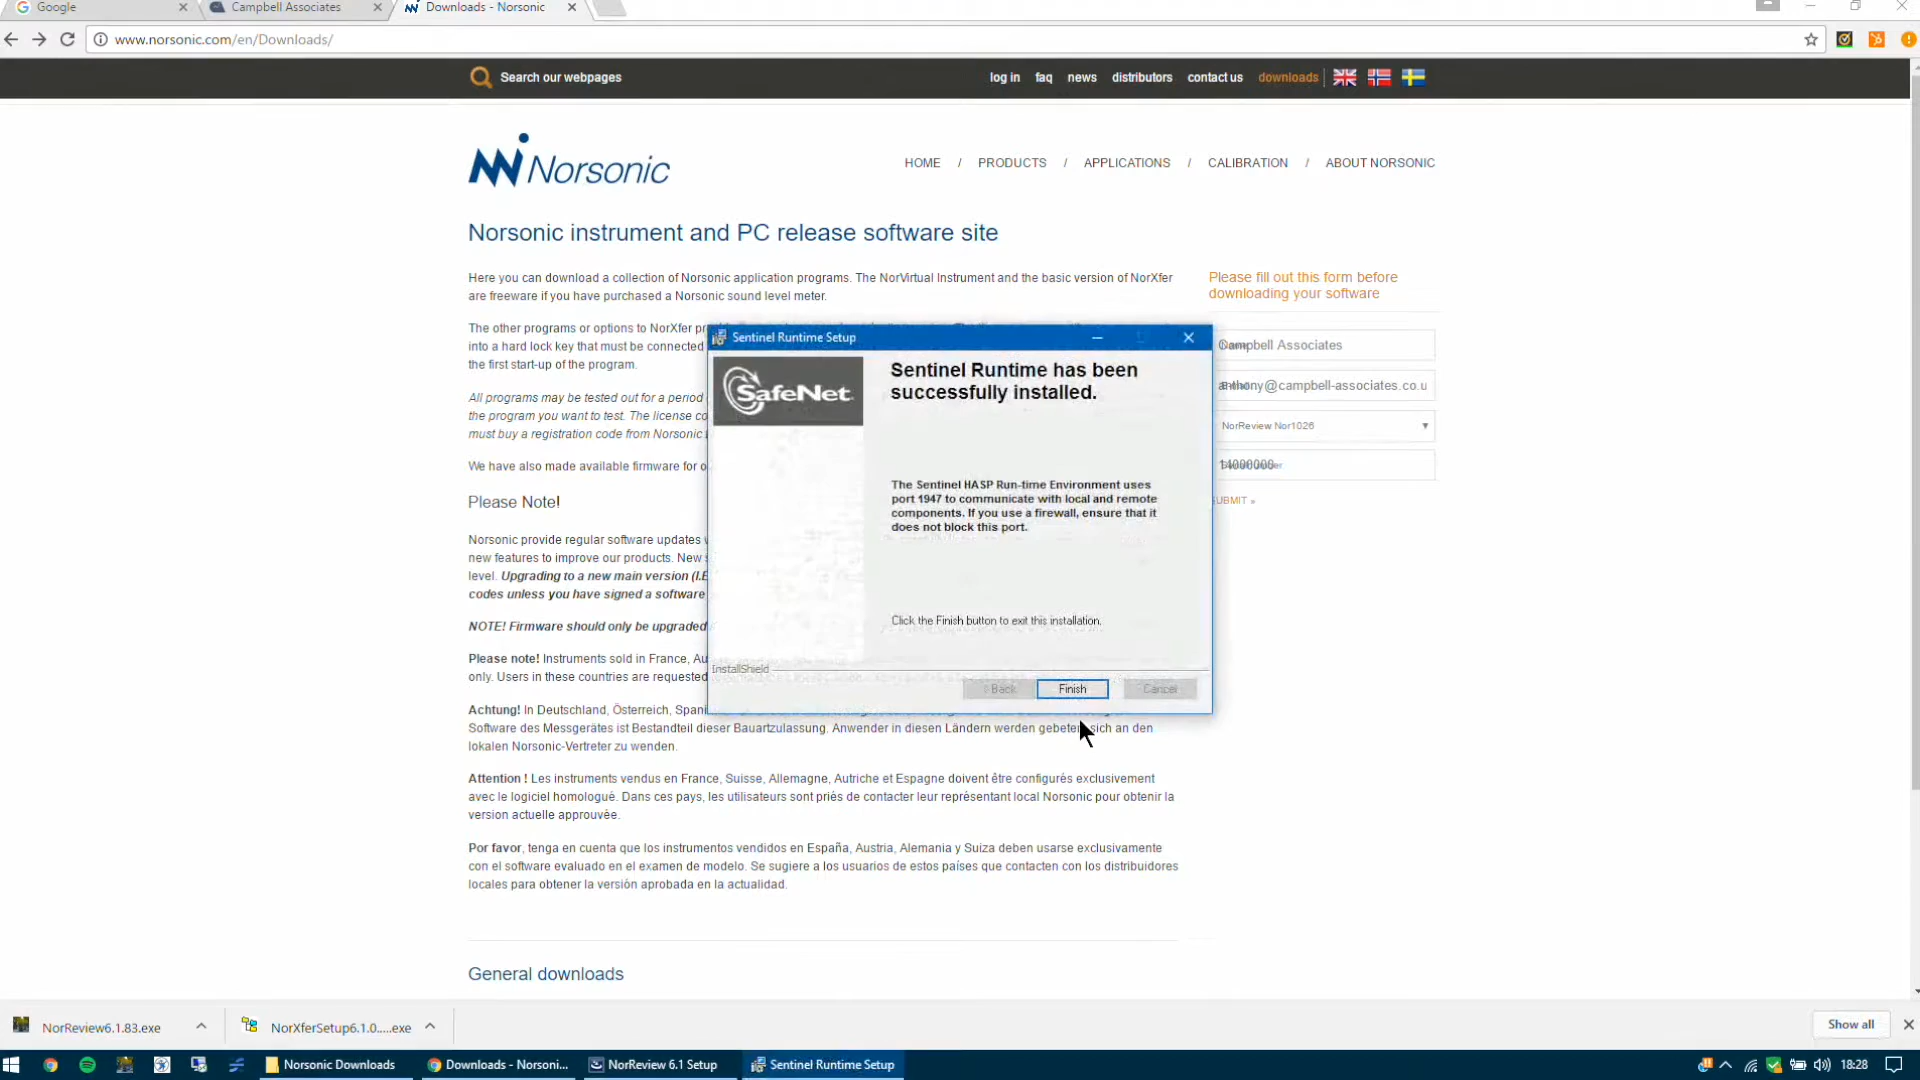 Google
Campbell Associates
Downloads - Norsonic
www.norsonic.com/en/Downloads/
Search our webpages
log in
faq
news
distributors
contact us
downloads
Norsonic
HOME / PRODUCTS / APPLICATIONS / CALIBRATION / ABOUT NORSONIC
Norsonic instrument and PC release software site
Here you can download a collection of Norsonic application programs. The NorVirtual Instrument and the basic version of NorXfer
are freeware if you have purchased a Norsonic sound level meter.
The other programs or options to NorXfer
into a hard lock key that must be connected
the first start-up of the program.
All programs may be tested out for a period
the program you want to test. The license
must buy a registration code from Norsonic
We have also made available firmware for
Please Note!
Norsonic provide regular software updates
new features to improve our products. New
level. Upgrading to a new main version
codes unless you have signed a software
NOTE! Firmware should only be upgraded
Please note! Instruments sold in France,
only. Users in these countries are requested
Achtung! In Deutschland, Österreich,
Software des Messgerätes ist Bestandteil dieser Bauartzulassung. Anwender in diesen Ländern werden gebeten sich an den
lokalen Norsonic-Vertreter zu wenden.
Attention ! Les instruments vendus en France, Suisse, Allemagne, Autriche et Espagne doivent être configurés exclusivement
avec le logiciel homologué. Dans ces pays, les utilisateurs sont priés de contacter leur représentant local Norsonic pour obtenir la
version actuelle approuvée.
Por favor, tenga en cuenta que los instrumentos vendidos en España, Austria, Alemania y Suiza deben usarse exclusivamente
con el software evaluado en el examen de modelo. Se sugiere a los usuarios de estos países que contacten con los distribuidores
locales para obtener la versión aprobada en la actualidad.
General downloads
Please fill out this form before
downloading your software
Campbell Associates
anthony@campbell-associates.co.u
NorReview Nor1026
14000000
SUBMIT »
Sentinel Runtime Setup
SafeNet
Sentinel Runtime has been
successfully installed.
The Sentinel HASP Run-time Environment uses
port 1947 to communicate with local and remote
components. If you use a firewall, ensure that it
does not block this port.
Click the Finish button to exit this installation.
InstallShield
< Back
Finish
Cancel
NorReview6.1.83.exe
NorXferSetup6.1.0.....exe
Show all
Norsonic Downloads
Downloads - Norsoni...
NorReview 6.1 Setup
Sentinel Runtime Setup
18:28